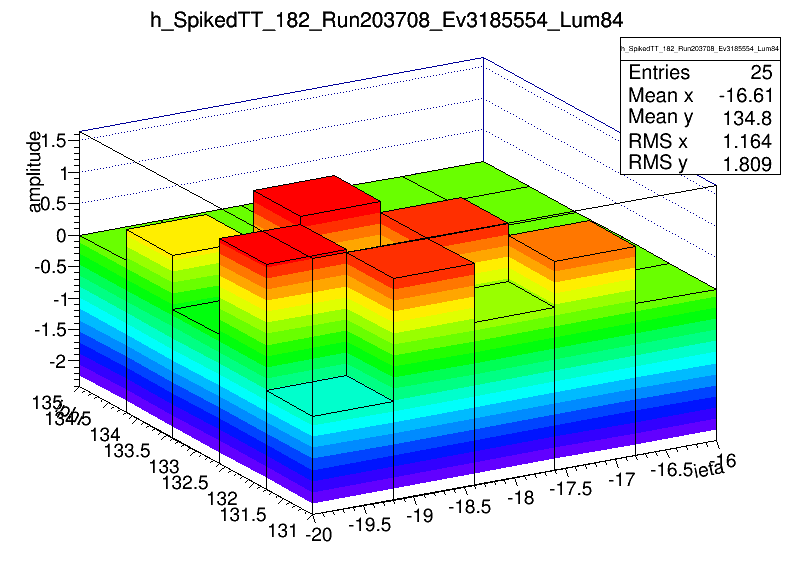 h_SpikedTT_182_Run203708_Ev3185554_Lum84
h_SpikedTT_182_Run203708_Ev3185554_Lum84
Entries 25
Mean x -16.61
Mean y 134.8
RMS x 1.164
RMS y 1.809
amplitude
1.5
1
0.5
0
-0.5
-1
-1.5
-2
135
134.5
134
133.5
133
132.5
132
131.5
131
-20
-19.5
-19
-18.5
-18
-17.5
-17
-16.5
-16
ieta